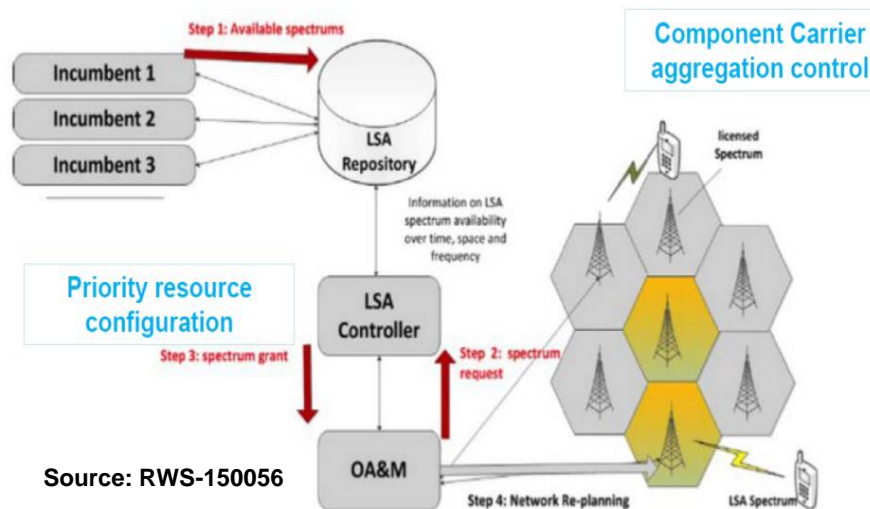 Step 1: Available spectrums
Component Carrier
aggregation control
Incumbent 1
Incumbent 2
Incumbent 3
LSA
Repository
licensed
Spectrum
Information on LSA
spectrum availability
over time, space and
frequency
Priority resource
configuration
LSA
Controller
Step 3: spectrum grant
Step 2: spectrum
request
OA&M
Source: RWS-150056
Step 4: Network Re-planning
LSA Spectrum